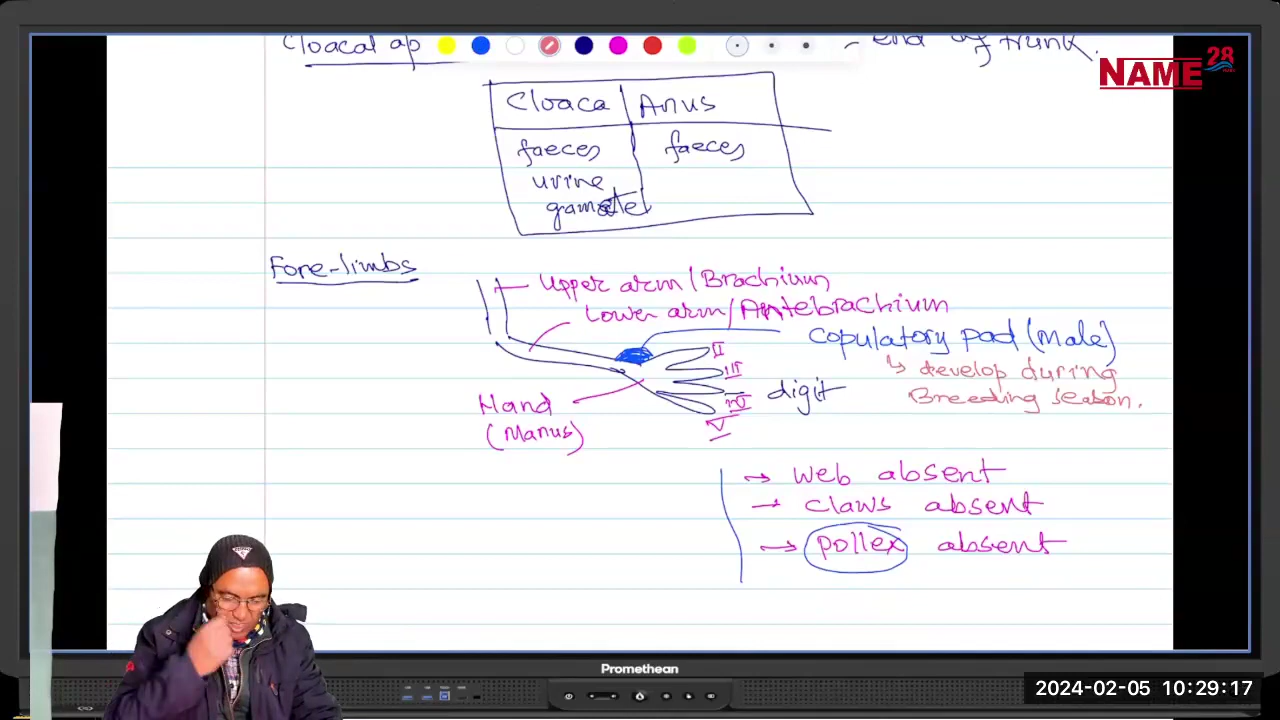 Cloacal ap
- end of trunk.
NAME 28
Cloaca | Anus
faeces faeces
urine
gamete
Fore-limbs
Upper arm/Brachium
Lower arm/Antebrachium
copulatory pad (Male)
↳ develop during
Breeding season.
II
III
IV
V
digit
Hand
(Manus)
→ web absent
→ claws absent
→ pollex absent
Promethean
2024-02-05 10:29:17